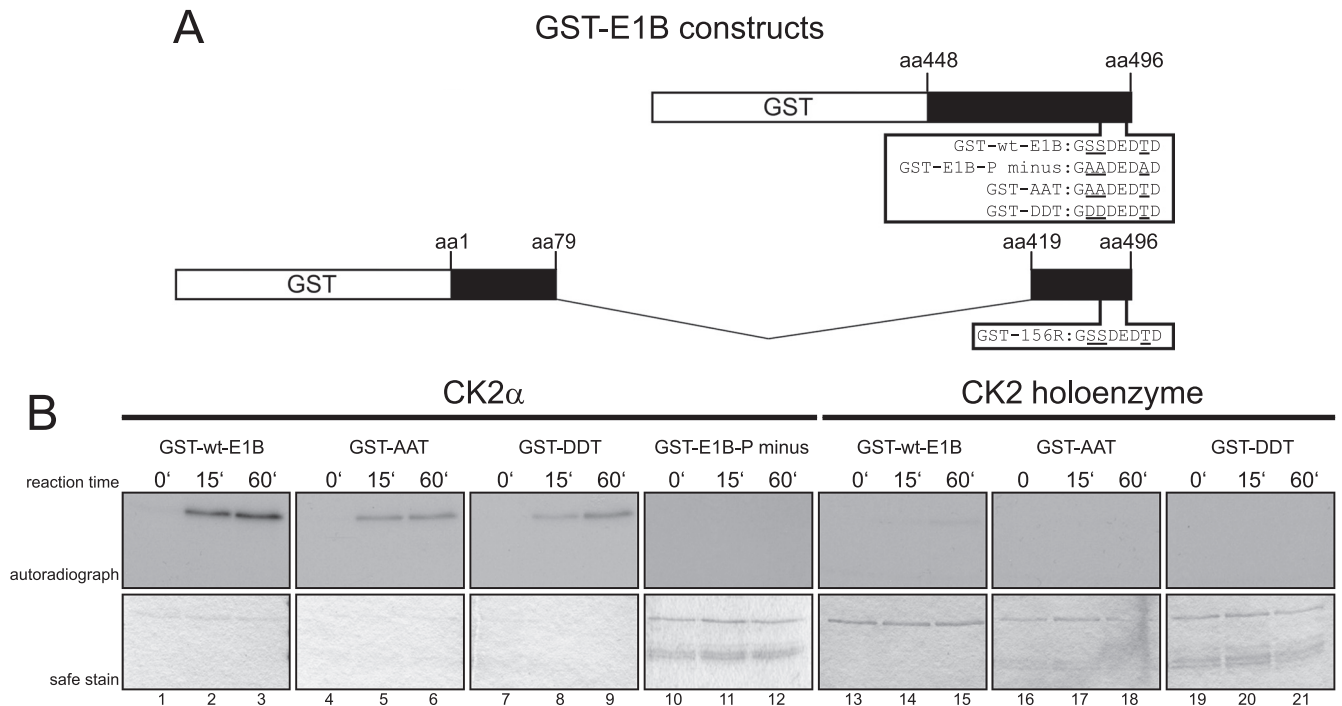 A
GST-E1B constructs
aa448 aa496
GST
GST-wt-E1B:GSSDEDTD
GST-E1B-P minus:GAADEDAD
GST-AAT:GAADEDTD
GST-DDT:GDDDEDTD
aa1 aa79 aa419 aa496
GST
GST-156R:GSSDEDTD
B
CK2α CK2 holoenzyme
GST-wt-E1B GST-AAT GST-DDT GST-E1B-P minus GST-wt-E1B GST-AAT GST-DDT
reaction time 0‘ 15‘ 60‘ 0‘ 15‘ 60‘ 0‘ 15‘ 60‘ 0‘ 15‘ 60‘ 0‘ 15‘ 60‘ 0 15‘ 60‘ 0‘ 15‘ 60‘
autoradiograph
safe stain
1 2 3 4 5 6 7 8 9 10 11 12 13 14 15 16 17 18 19 20 21